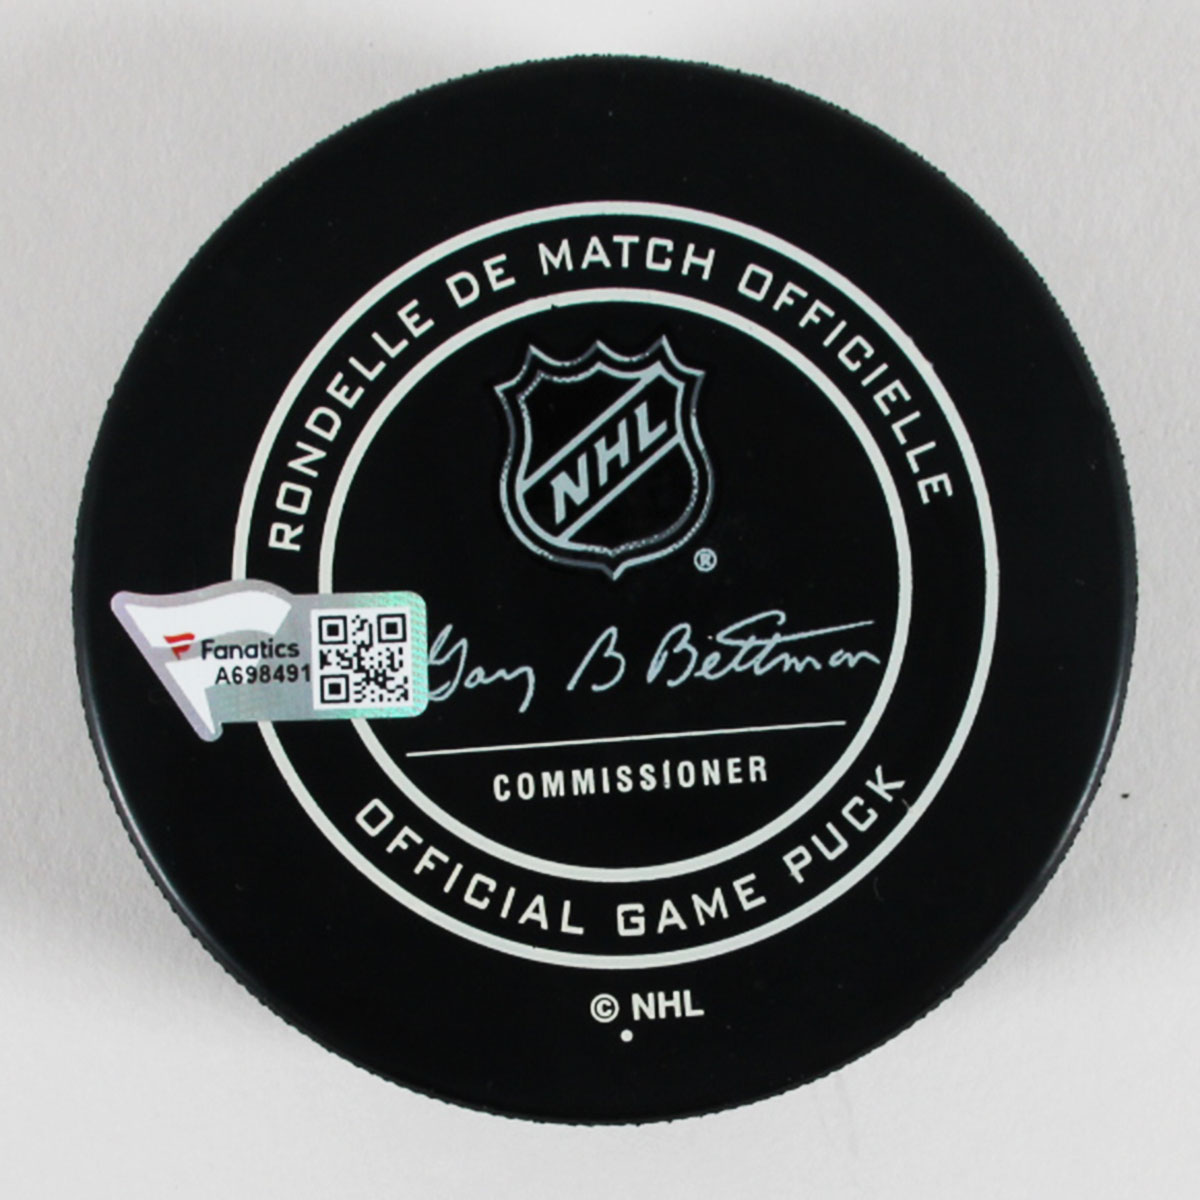 RONDELLE DE MATCH OFFICIELLE
NHL
®
Fanatics
A698491
Gary B Bettman
COMMISSIONER
OFFICIAL GAME PUCK
© NHL